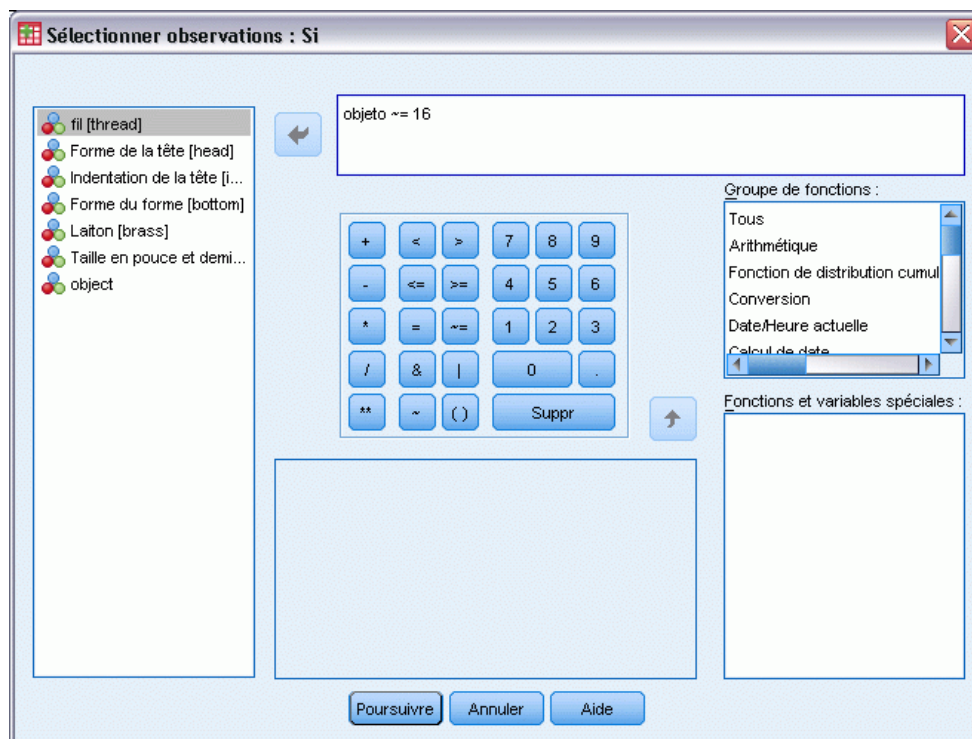 Sélectionner observations : Si
fil [thread]
Forme de la tête [head]
Indentation de la tête [i...
Forme du forme [bottom]
Laiton [brass]
Taille en pouce et demi...
object
objeto ~= 16
+ < > 7 8 9
- <= >= 4 5 6
* = ~= 1 2 3
/ & | 0 .
** ~ ( ) Suppr
Groupe de fonctions :
Tous
Arithmétique
Fonction de distribution cumul
Conversion
Date/Heure actuelle
Calcul de date
Fonctions et variables spéciales :
Poursuivre Annuler Aide